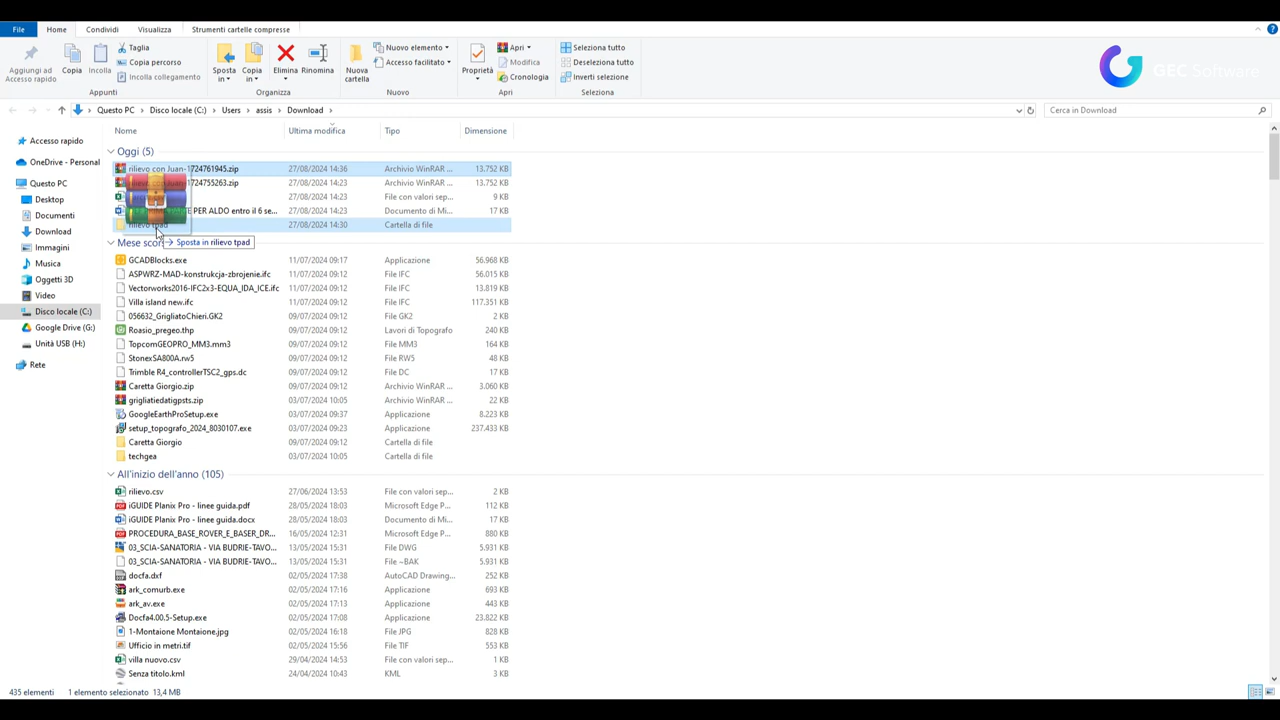 File Home Condividi Visualizza Strumenti cartelle compresse
Aggiungi ad Accesso rapido
Copia
Incolla
Taglia
Copia percorso
Incolla collegamento
Appunti
Sposta in
Copia in
Elimina
Rinomina
Organizza
Nuova cartella
Nuovo elemento
Accesso facilitato
Nuovo
Proprietà
Apri
Modifica
Cronologia
Apri
Seleziona tutto
Deseleziona tutto
Inverti selezione
Seleziona
GEC Software
Questo PC > Disco locale (C:) > Users > assis > Download >
Cerca in Download
Accesso rapido
OneDrive - Personal
Questo PC
Desktop
Documenti
Download
Immagini
Musica
Oggetti 3D
Video
Disco locale (C:)
Google Drive (G:)
Unità USB (H:)
Rete
Nome Ultima modifica Tipo Dimensione
Oggi (5)
rilievo con Juan-1724761945.zip 27/08/2024 14:36 Archivio WinRAR ... 13.752 KB
1724755263.zip 27/08/2024 14:23 Archivio WinRAR ... 13.752 KB
27/08/2024 14:23 File con valori sep... 9 KB
PER ALDO entro il 6 se... 27/08/2024 14:23 Documento di Mi... 17 KB
rilievo tpad 27/08/2024 14:30 Cartella di file
Sposta in rilievo tpad
Mese scor
GCADBlocks.exe 11/07/2024 09:17 Applicazione 56.968 KB
ASPWRZ-MAD-konstrukcja-zbrojenie.ifc 11/07/2024 09:12 File IFC 56.015 KB
Vectorworks2016-IFC2x3-EQUA_IDA_ICE.ifc 11/07/2024 09:12 File IFC 13.819 KB
Villa island new.ifc 11/07/2024 09:12 File IFC 117.351 KB
056632_GrigliatoChieri.GK2 09/07/2024 09:12 File GK2 2 KB
Roasio_pregeo.thp 09/07/2024 09:12 Lavori di Topografo 240 KB
TopcomGEOPRO_MM3.mm3 09/07/2024 09:12 File MM3 164 KB
StonexSA800A.rw5 09/07/2024 09:12 File RW5 48 KB
Trimble R4_controllerTSC2_gps.dc 09/07/2024 09:12 File DC 17 KB
Caretta Giorgio.zip 09/07/2024 09:12 Archivio WinRAR ... 3.060 KB
grigliatiedatigpsts.zip 03/07/2024 10:05 Archivio WinRAR ... 22 KB
GoogleEarthProSetup.exe 03/07/2024 09:37 Applicazione 8.223 KB
setup_topografo_2024_8030107.exe 03/07/2024 09:23 Applicazione 237.433 KB
Caretta Giorgio 09/07/2024 09:12 Cartella di file
techgea 03/07/2024 10:05 Cartella di file
All'inizio dell'anno (105)
rilievo.csv 27/06/2024 13:53 File con valori sep... 2 KB
iGUIDE Planix Pro - linee guida.pdf 28/05/2024 18:03 Microsoft Edge P... 112 KB
iGUIDE Planix Pro - linee guida.docx 28/05/2024 18:03 Documento di Mi... 17 KB
PROCEDURA_BASE_ROVER_E_BASER_DR... 16/05/2024 12:31 Microsoft Edge P... 880 KB
03_SCIA-SANATORIA - VIA BUDRIE-TAVO... 13/05/2024 15:31 File DWG 5.931 KB
03_SCIA-SANATORIA - VIA BUDRIE-TAVO... 13/05/2024 15:31 File ~BAK 5.931 KB
docfa.dxf 02/05/2024 17:38 AutoCAD Drawing... 252 KB
ark_comurb.exe 02/05/2024 17:16 Applicazione 693 KB
ark_av.exe 02/05/2024 17:13 Applicazione 443 KB
Docfa4.00.5-Setup.exe 02/05/2024 17:08 Applicazione 23.822 KB
1-Montaione Montaione.jpg 02/05/2024 16:18 File JPG 828 KB
Ufficio in metri.tif 02/05/2024 15:56 File TIF 553 KB
villa nuovo.csv 29/04/2024 14:53 File con valori sep... 1 KB
Senza titolo.kml 24/04/2024 10:43 KML 3 KB
435 elementi 1 elemento selezionato 13,4 MB